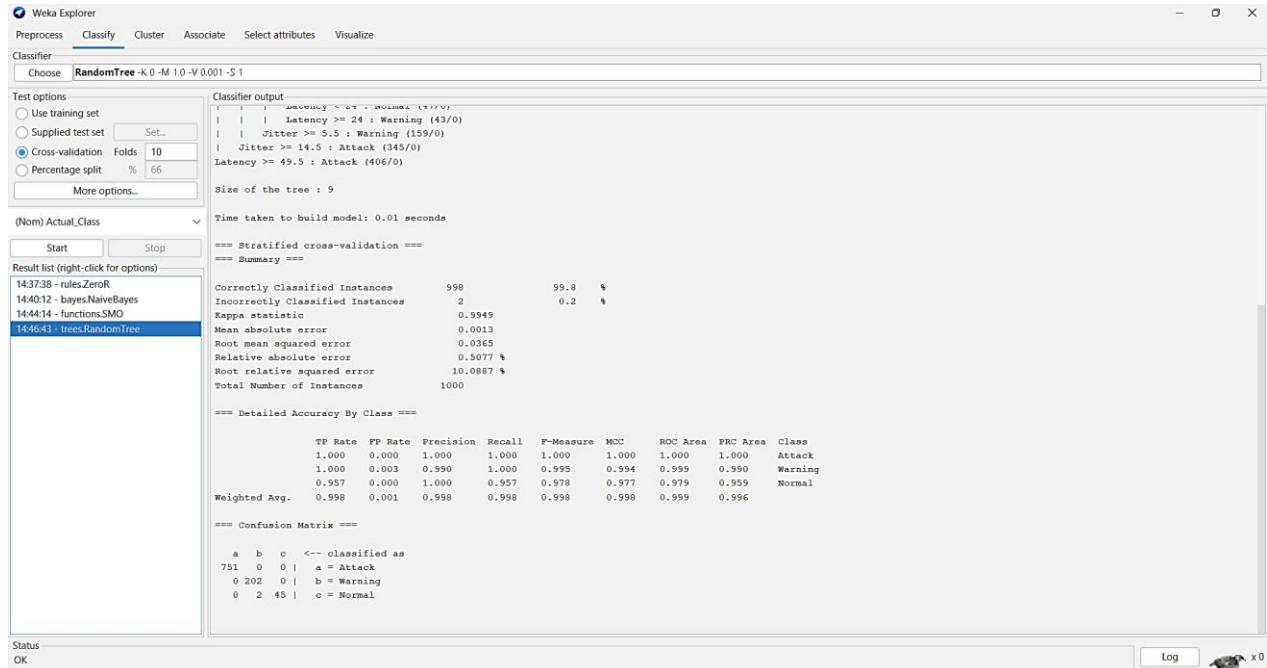 Weka Explorer
Preprocess Classify Cluster Associate Select attributes Visualize
Classifier
Choose RandomTree -K 0 -M 1.0 -V 0.001 -S 1
Test options
Use training set
Supplied test set Set...
Cross-validation Folds 10
Percentage split % 66
More options...
(Nom) Actual_Class
Start Stop
Result list (right-click for options)
14:37:38 - rules.ZeroR
14:40:12 - bayes.NaiveBayes
14:44:14 - functions.SMO
14:46:43 - trees.RandomTree
Classifier output
| | | Latency < 24 : Normal (47/0)
| | | Latency >= 24 : Warning (43/0)
| | Jitter >= 5.5 : Warning (159/0)
| Jitter >= 14.5 : Attack (345/0)
Latency >= 49.5 : Attack (406/0)
Size of the tree : 9
Time taken to build model: 0.01 seconds
=== Stratified cross-validation ===
=== Summary ===
Correctly Classified Instances 998 99.8 %
Incorrectly Classified Instances 2 0.2 %
Kappa statistic 0.9949
Mean absolute error 0.0013
Root mean squared error 0.0365
Relative absolute error 0.5077 %
Root relative squared error 10.0887 %
Total Number of Instances 1000
=== Detailed Accuracy By Class ===
TP Rate FP Rate Precision Recall F-Measure MCC ROC Area PRC Area Class
1.000 0.000 1.000 1.000 1.000 1.000 1.000 1.000 Attack
1.000 0.003 0.990 1.000 0.995 0.994 0.999 0.990 Warning
0.957 0.000 1.000 0.957 0.978 0.977 0.979 0.959 Normal
Weighted Avg. 0.998 0.001 0.998 0.998 0.998 0.998 0.999 0.996
=== Confusion Matrix ===
a b c <-- classified as
751 0 0 | a = Attack
0 202 0 | b = Warning
0 2 45 | c = Normal
Status
OK
Log x 0